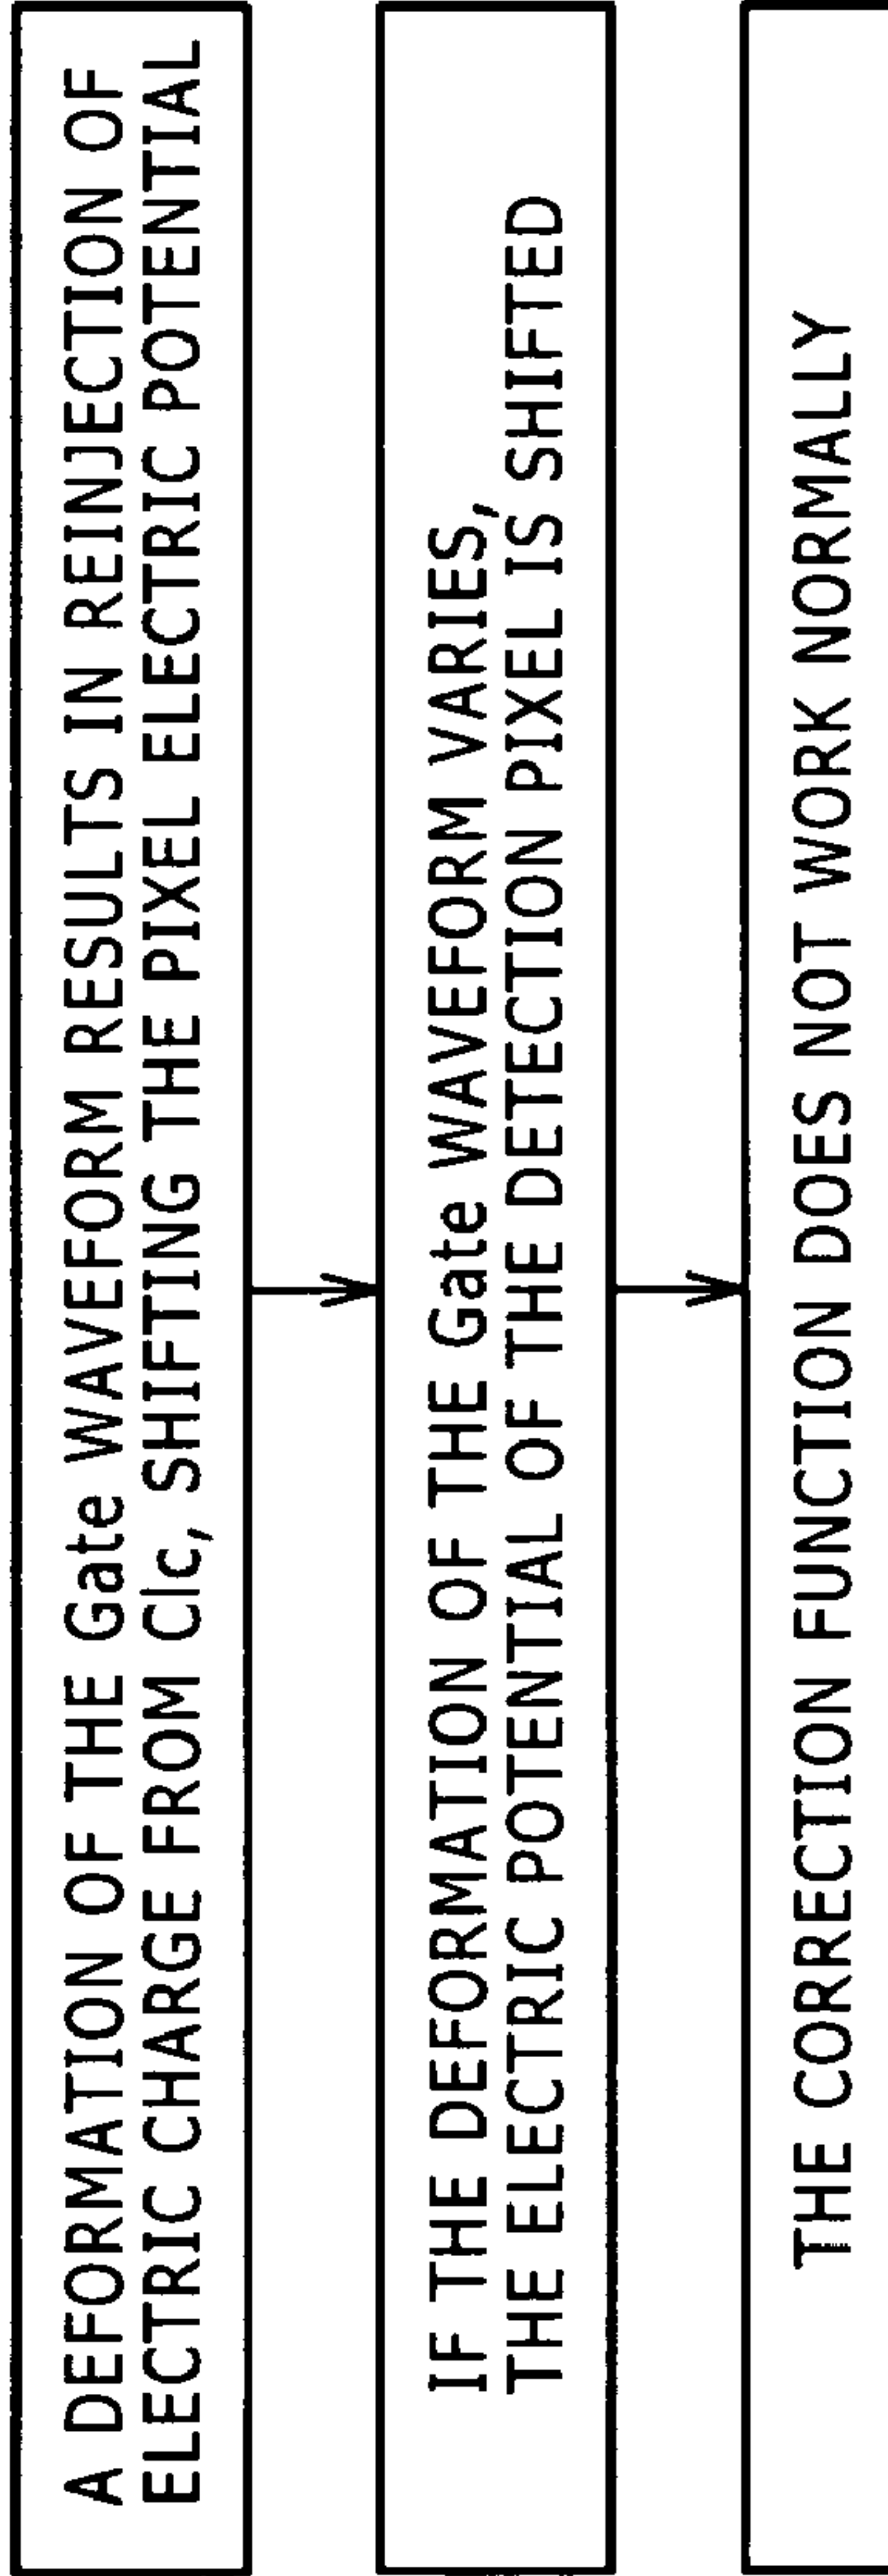 A DEFORMATION OF THE Gate WAVEFORM RESULTS IN REINJECTION OF
ELECTRIC CHARGE FROM Clc, SHIFTING THE PIXEL ELECTRIC POTENTIAL
IF THE DEFORMATION OF THE Gate WAVEFORM VARIES,
THE ELECTRIC POTENTIAL OF THE DETECTION PIXEL IS SHIFTED
THE CORRECTION FUNCTION DOES NOT WORK NORMALLY